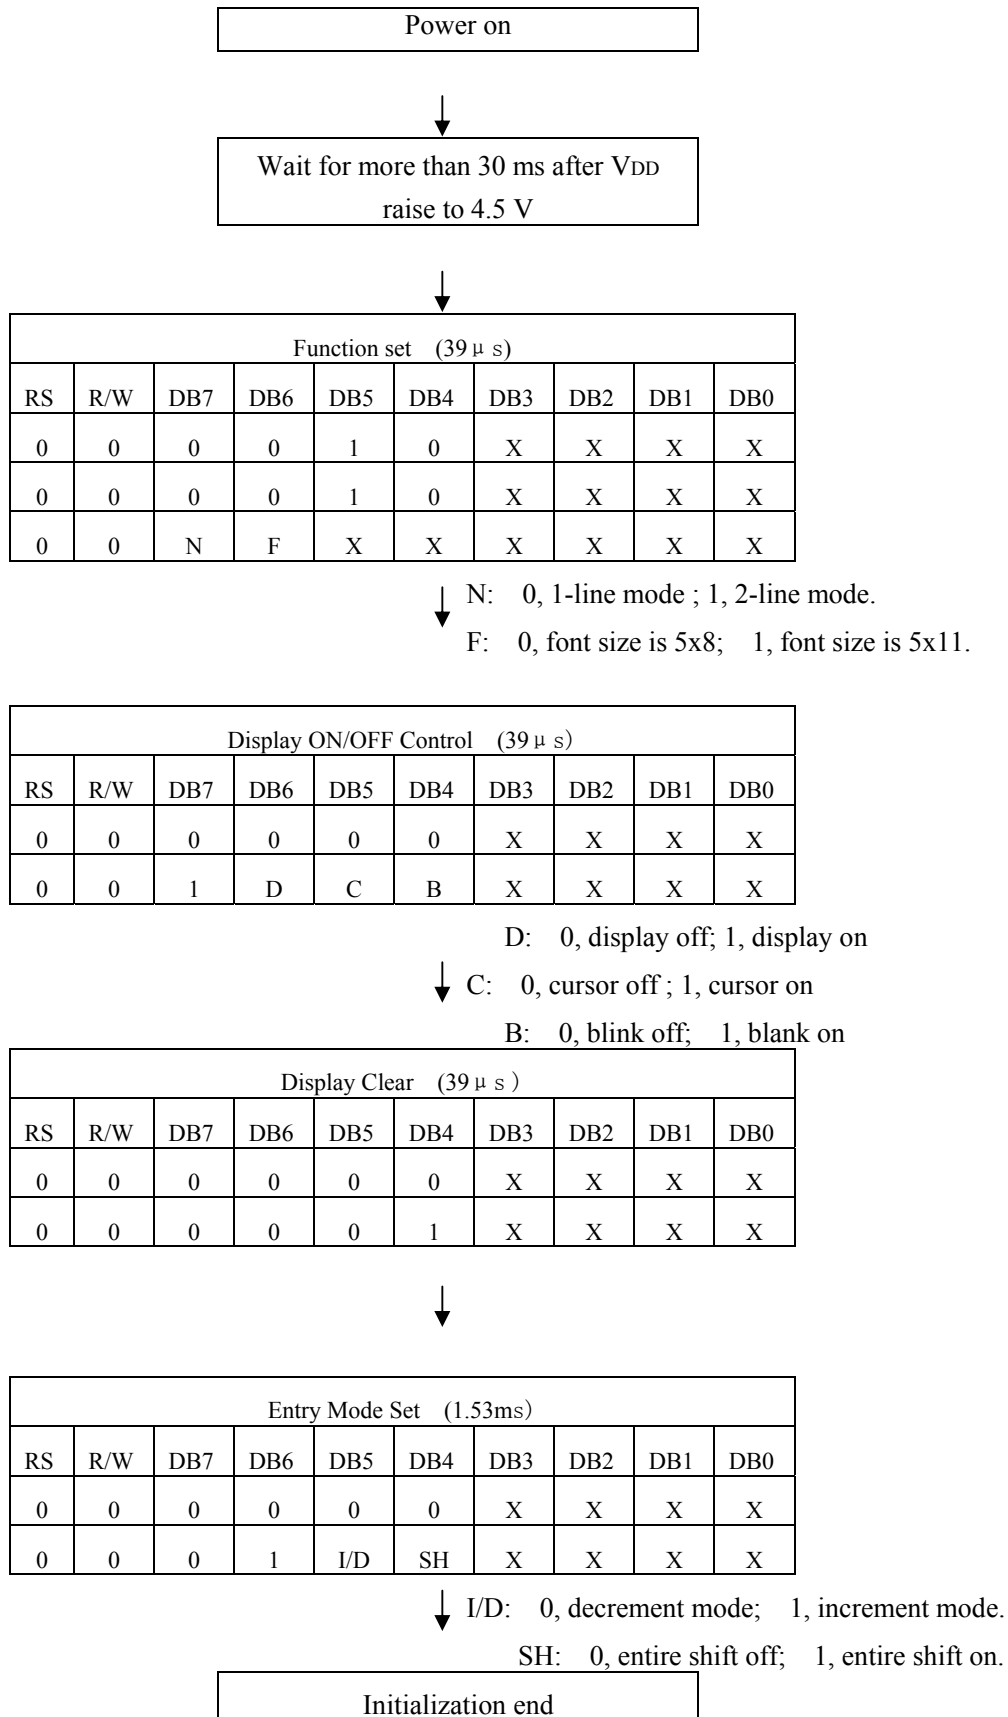 Power on
Wait for more than 30 ms after VDD
raise to 4.5 V
Function set (39μs)
RS R/W DB7 DB6 DB5 DB4 DB3 DB2 DB1 DB0
0 0 0 0 1 0 X X X X
0 0 0 0 1 0 X X X X
0 0 N F X X X X X X
N: 0, 1-line mode ; 1, 2-line mode.
F: 0, font size is 5x8; 1, font size is 5x11.
Display ON/OFF Control (39μs)
RS R/W DB7 DB6 DB5 DB4 DB3 DB2 DB1 DB0
0 0 0 0 0 0 X X X X
0 0 1 D C B X X X X
D: 0, display off; 1, display on
C: 0, cursor off ; 1, cursor on
B: 0, blink off; 1, blank on
Display Clear (39μs)
RS R/W DB7 DB6 DB5 DB4 DB3 DB2 DB1 DB0
0 0 0 0 0 0 X X X X
0 0 0 0 0 1 X X X X
Entry Mode Set (1.53ms)
RS R/W DB7 DB6 DB5 DB4 DB3 DB2 DB1 DB0
0 0 0 0 0 0 X X X X
0 0 0 1 I/D SH X X X X
I/D: 0, decrement mode; 1, increment mode.
SH: 0, entire shift off; 1, entire shift on.
Initialization end